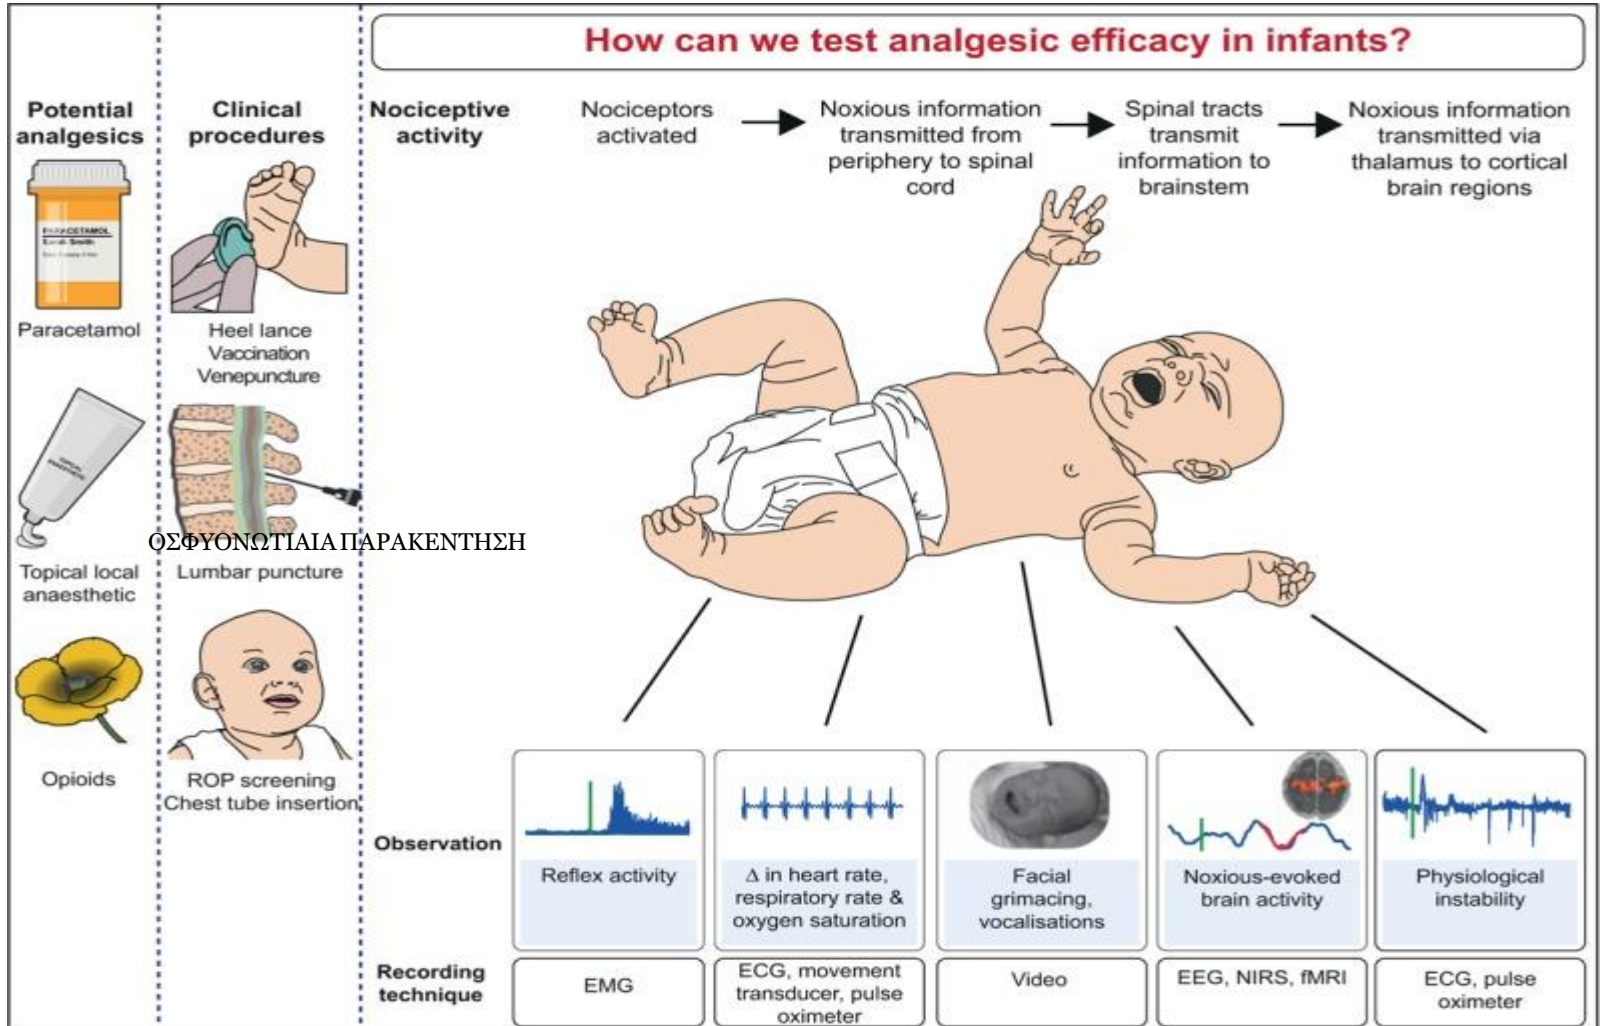 How can we test analgesic efficacy in infants?
Potential
analgesics
PARACETAMOL
Sarah Smith
Paracetamol
TOPICAL
ANAESTHETIC
Topical local
anaesthetic
Opioids
Clinical
procedures
Heel lance
Vaccination
Venepuncture
ΟΣΦΥΟΝΩΤΙΑΙΑ ΠΑΡΑΚΕΝΤΗΣΗ
Lumbar puncture
ROP screening
Chest tube insertion
Nociceptive
activity
Nociceptors
activated
Noxious information
transmitted from
periphery to spinal
cord
Spinal tracts
transmit
information to
brainstem
Noxious information
transmitted via
thalamus to cortical
brain regions
Observation
Reflex activity
Δ in heart rate,
respiratory rate &
oxygen saturation
Facial
grimacing,
vocalisations
Noxious-evoked
brain activity
Physiological
instability
Recording
technique
EMG
ECG, movement
transducer, pulse
oximeter
Video
EEG, NIRS, fMRI
ECG, pulse
oximeter